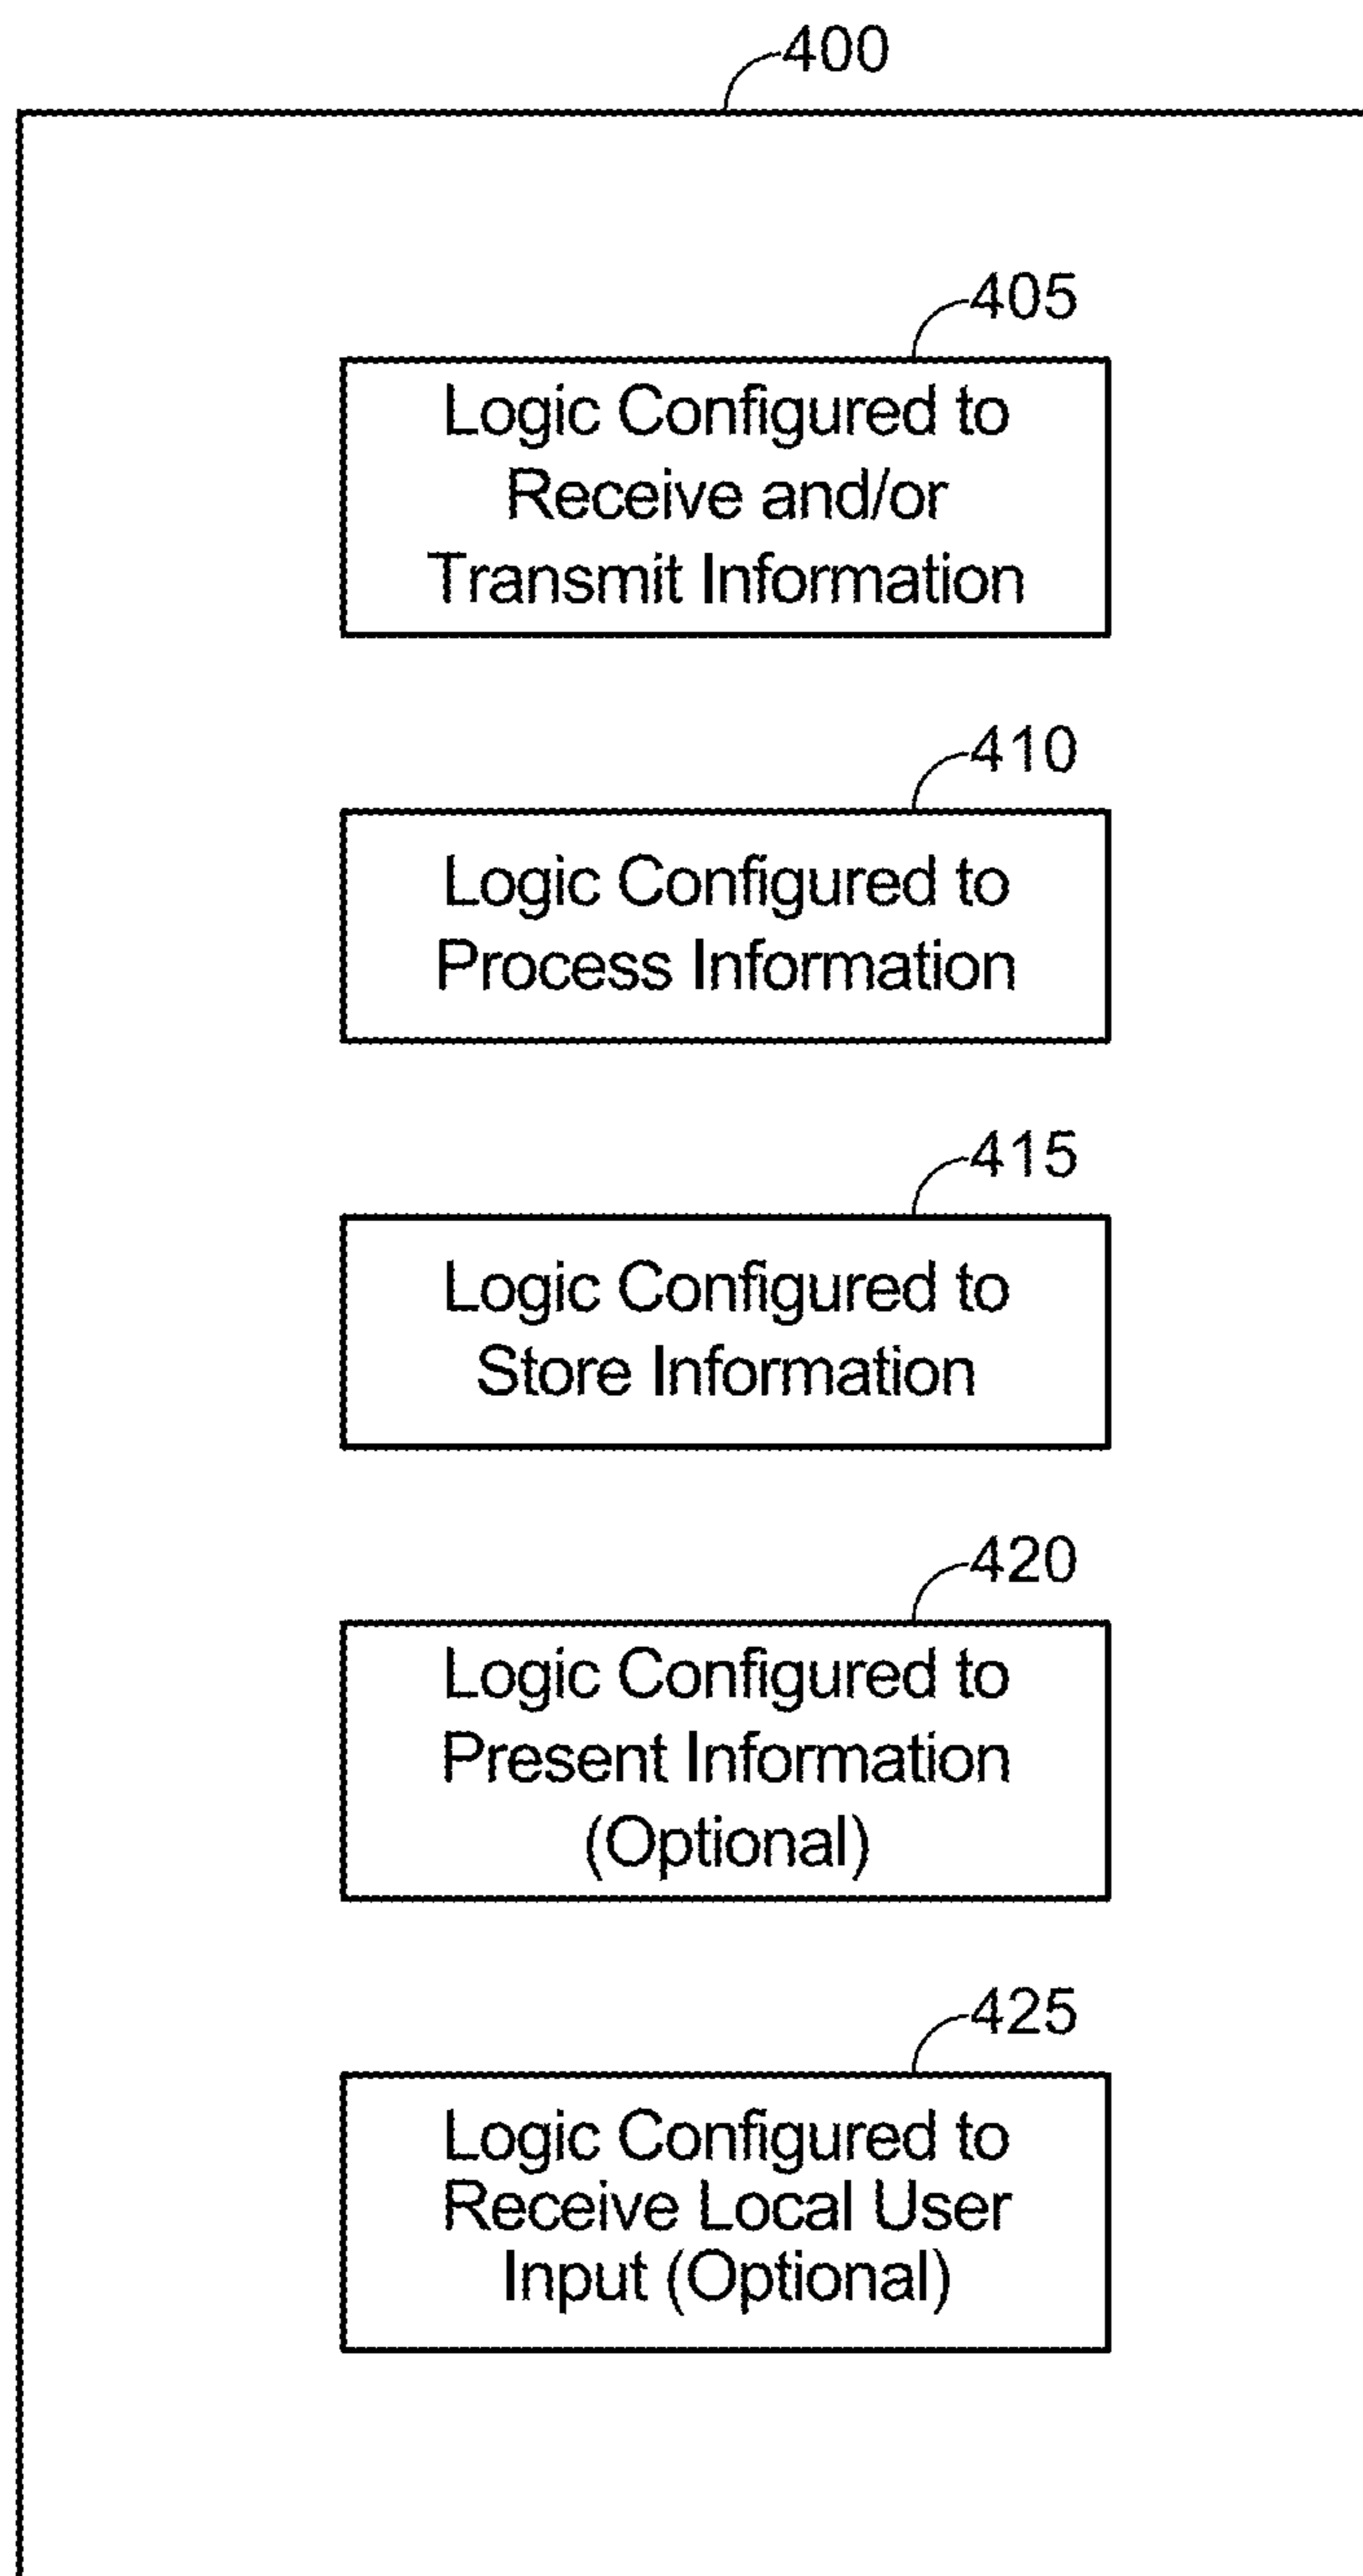 400
405
Logic Configured to
Receive and/or
Transmit Information
410
Logic Configured to
Process Information
415
Logic Configured to
Store Information
420
Logic Configured to
Present Information
(Optional)
425
Logic Configured to
Receive Local User
Input (Optional)